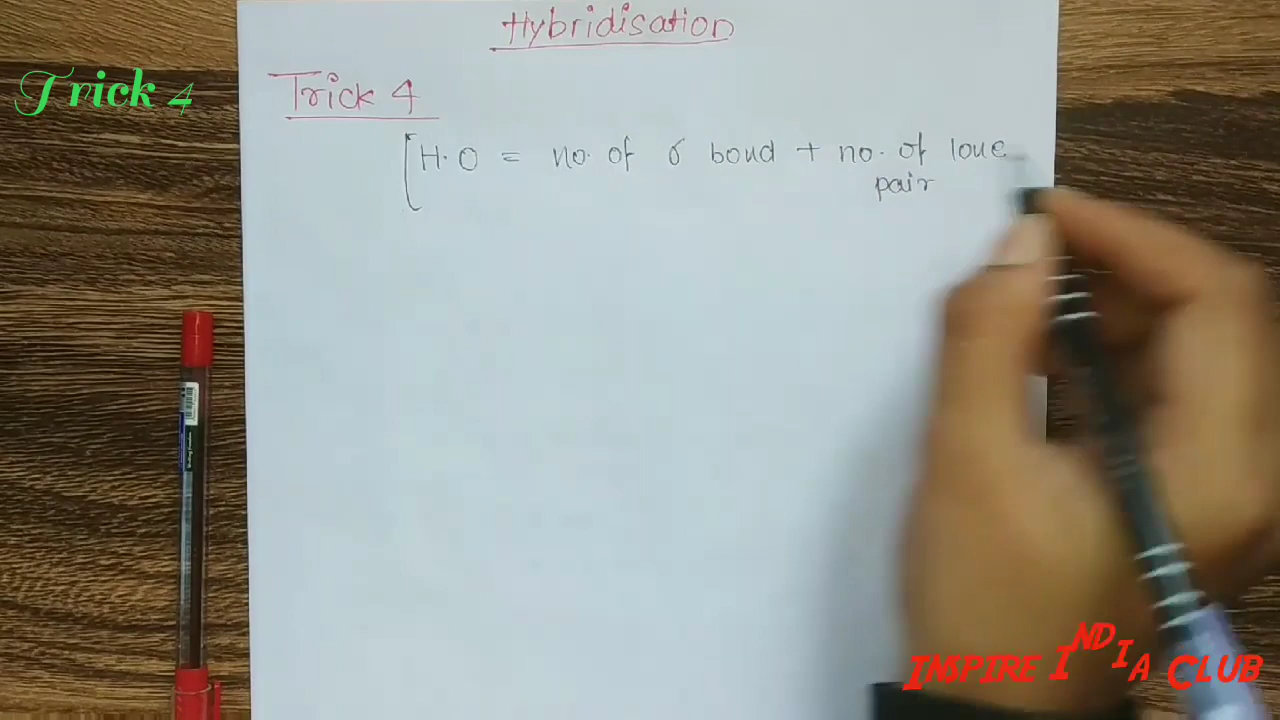 Hybridisation
Trick 4
Trick 4
[H.O = no. of σ bond + no. of lone
pair
INSPIRE INDIA CLUB